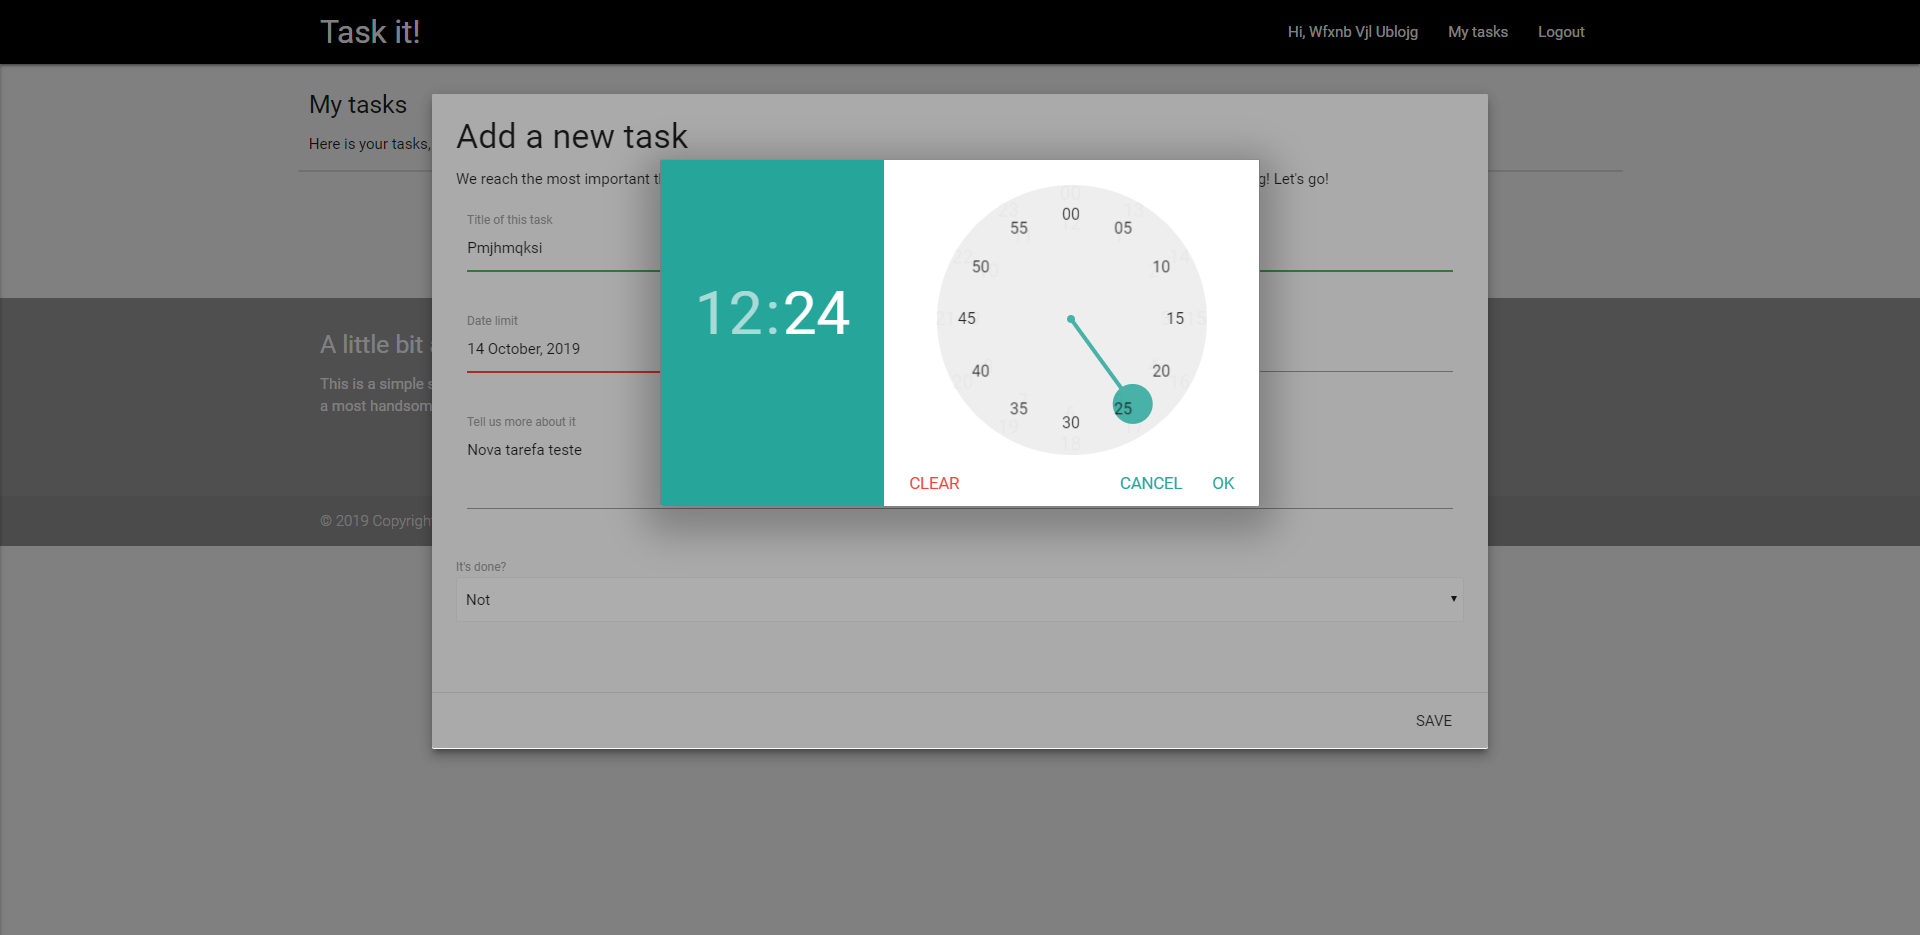 Task it!
Hi, Wfxnb Vjl Ublojg
My tasks
Logout
My tasks
Here is your tasks,
Add a new task
We reach the most important
g! Let's go!
Title of this task
Pmjhmqksi
Date limit
14 October, 2019
Tell us more about it
Nova tarefa teste
It's done?
Not
SAVE
12:24
00
55
05
50
10
45
15
40
20
35
25
30
CLEAR
CANCEL
OK
A little bit
This is a simple
a most handsom
© 2019 Copyrigh